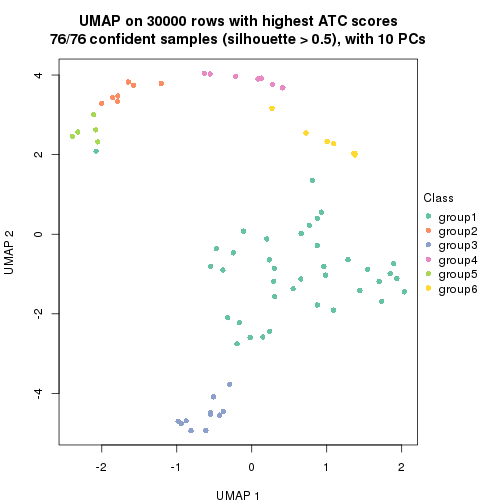 UMAP on 30000 rows with highest ATC scores
76/76 confident samples (silhouette > 0.5), with 10 PCs
4
2
0
-2
-4
UMAP 2
-2
-1
0
1
2
UMAP 1
Class
group1
group2
group3
group4
group5
group6